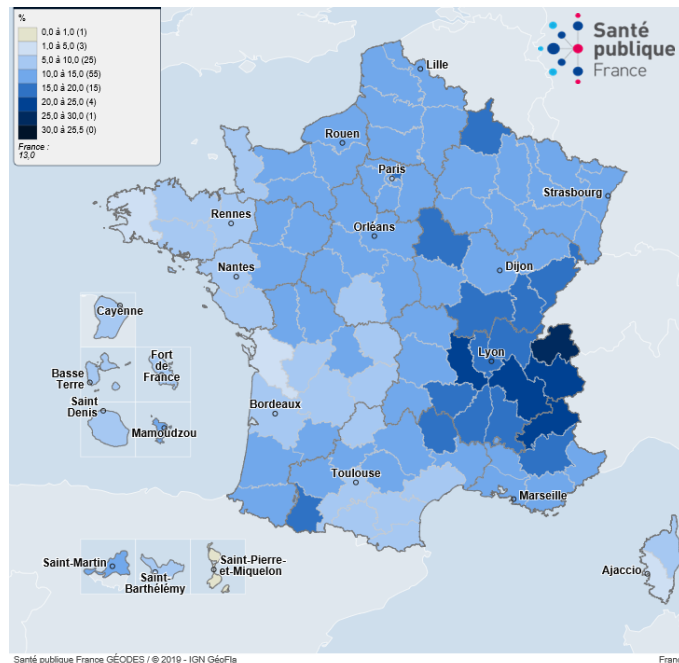 %
0,0 à 1,0 (1)
1,0 à 5,0 (3)
5,0 à 10,0 (25)
10,0 à 15,0 (55)
15,0 à 20,0 (15)
20,0 à 25,0 (4)
25,0 à 30,0 (1)
30,0 à 25,5 (0)
France :
13,0
Santé
publique
France
Lille
Rouen
Paris
Strasbourg
Rennes
Orléans
Nantes
Dijon
Cayenne
Lyon
Basse
Terre
Fort
de
France
Saint
Denis
Bordeaux
Mamoudzou
Toulouse
Marseille
Saint-Martin
Saint-
Barthélémy
Saint-Pierre-
et-Miquelon
Ajaccio
Santé publique France GÉODES / © 2019 - IGN GéoFla
Franc